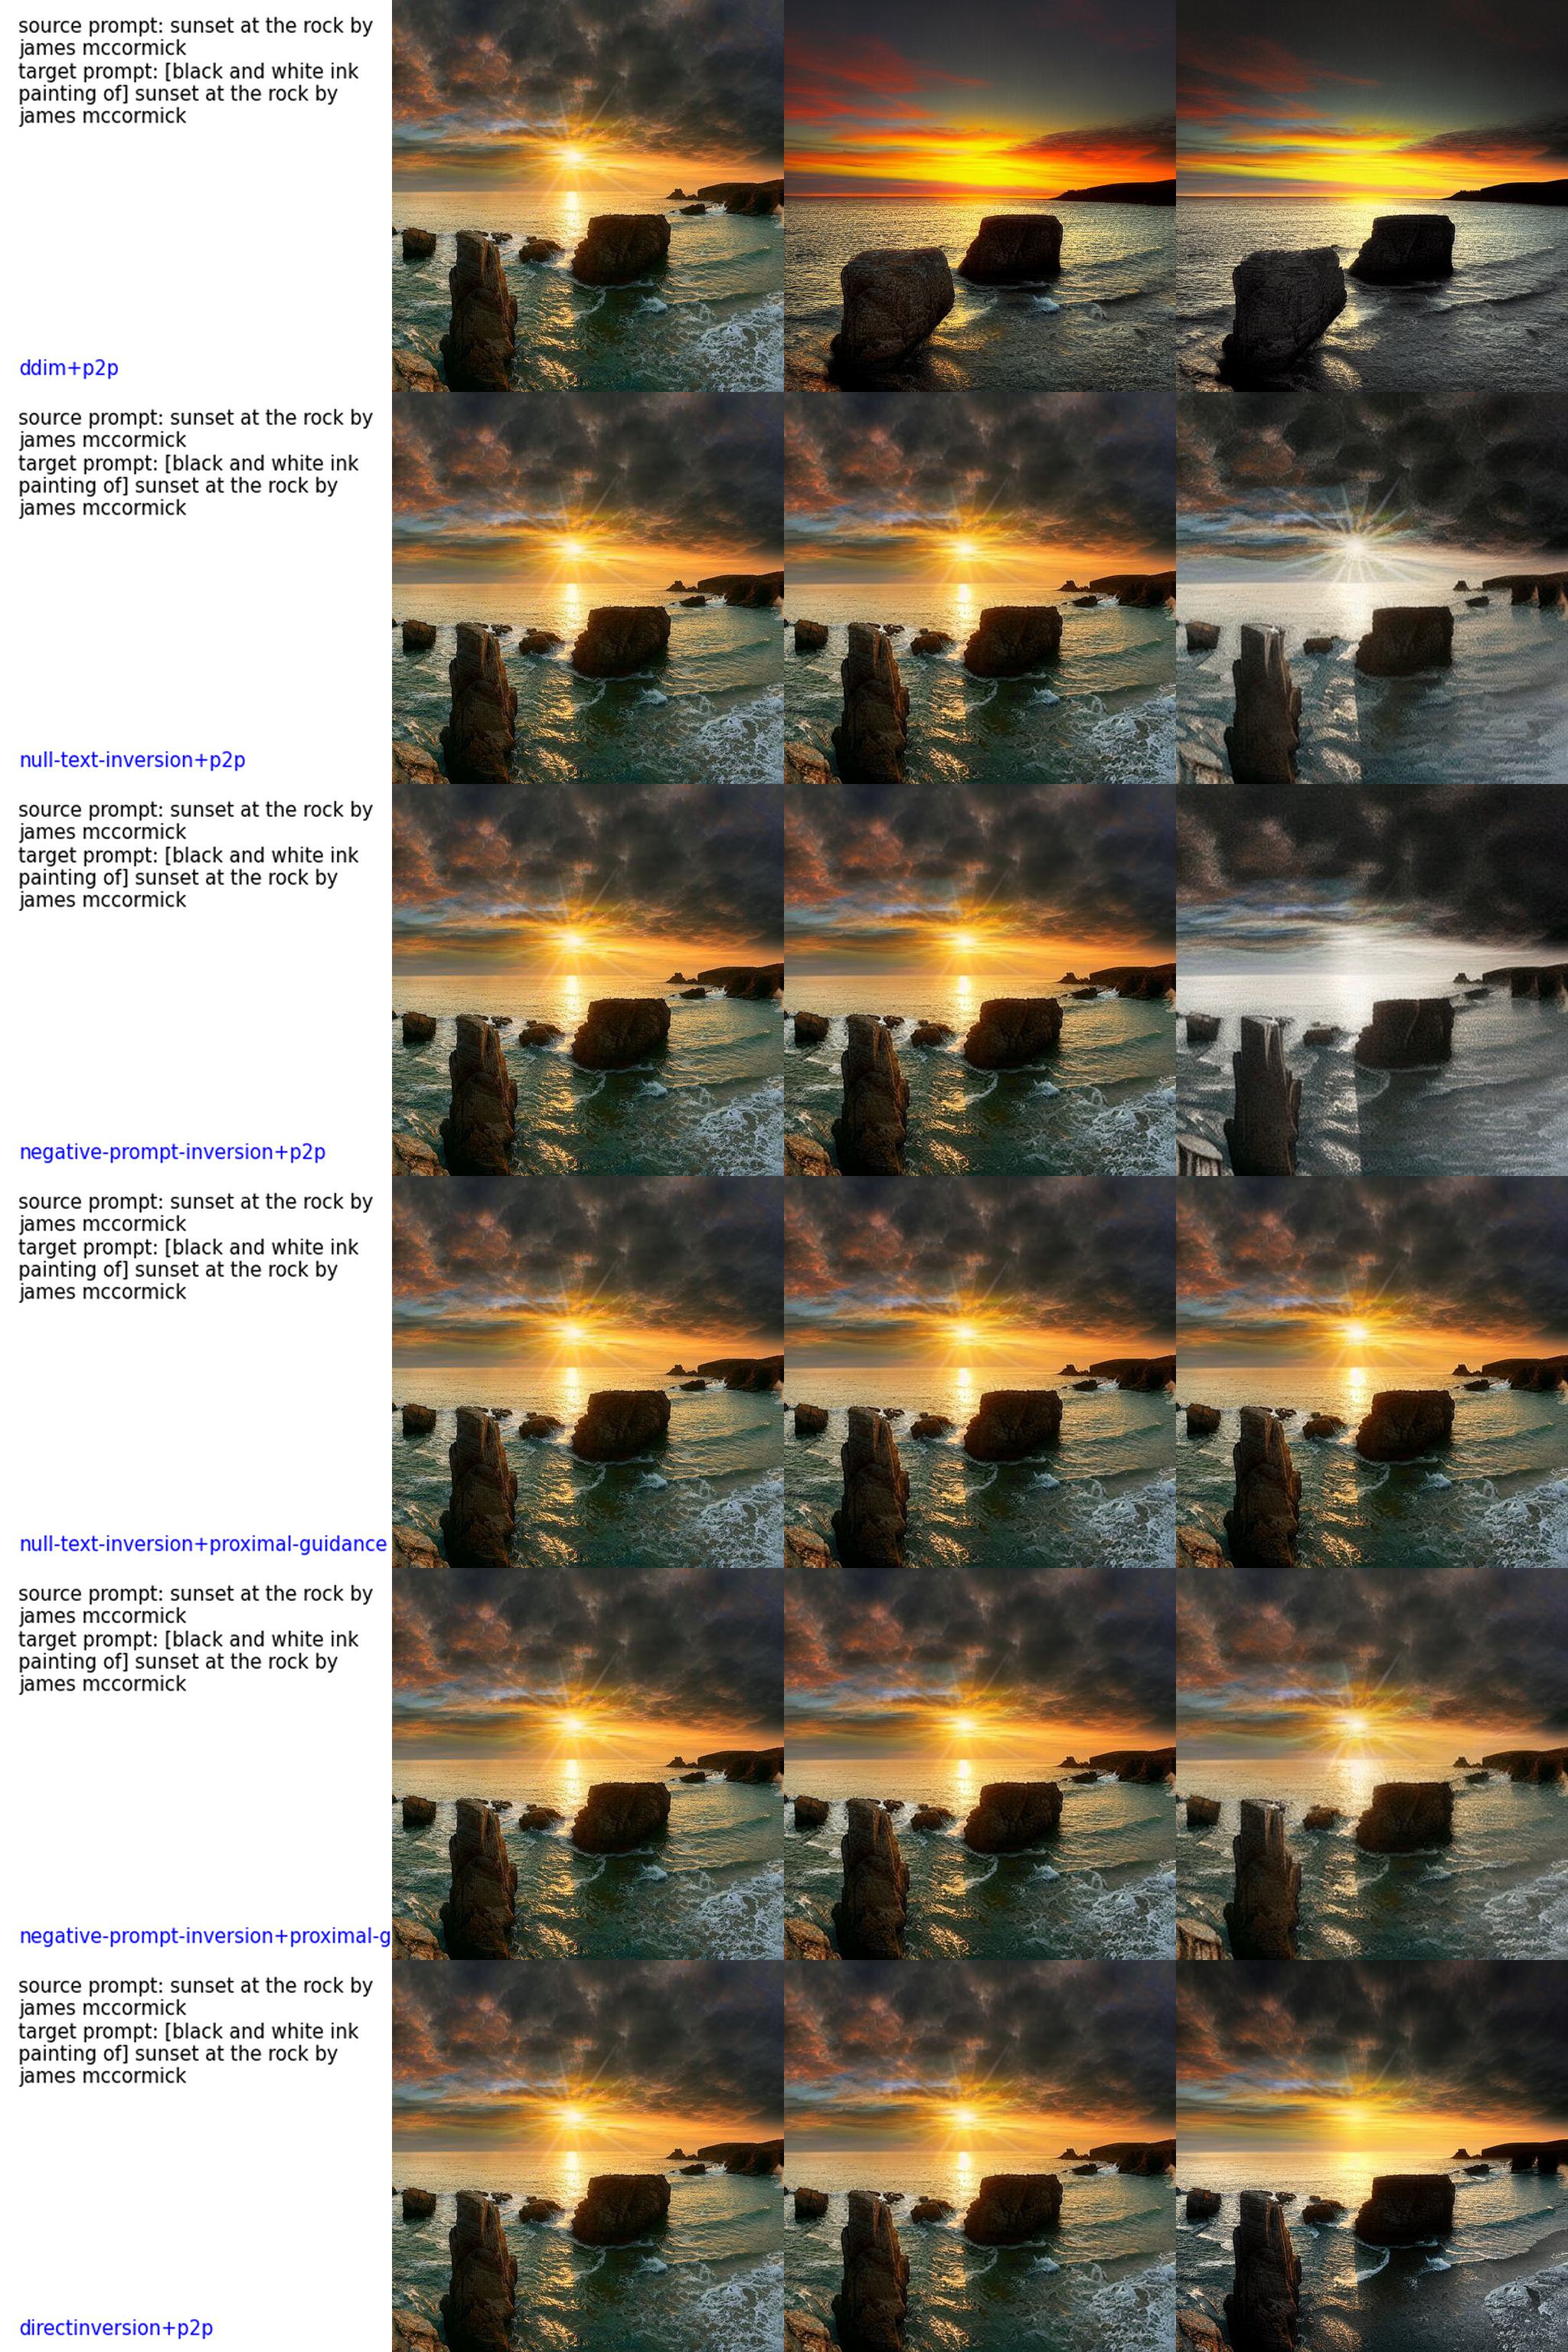 source prompt: sunset at the rock by
james mccormick
target prompt: [black and white ink
painting of] sunset at the rock by
james mccormick
ddim+p2p
source prompt: sunset at the rock by
james mccormick
target prompt: [black and white ink
painting of] sunset at the rock by
james mccormick
null-text-inversion+p2p
source prompt: sunset at the rock by
james mccormick
target prompt: [black and white ink
painting of] sunset at the rock by
james mccormick
negative-prompt-inversion+p2p
source prompt: sunset at the rock by
james mccormick
target prompt: [black and white ink
painting of] sunset at the rock by
james mccormick
null-text-inversion+proximal-guidance
source prompt: sunset at the rock by
james mccormick
target prompt: [black and white ink
painting of] sunset at the rock by
james mccormick
negative-prompt-inversion+proximal-g
source prompt: sunset at the rock by
james mccormick
target prompt: [black and white ink
painting of] sunset at the rock by
james mccormick
directinversion+p2p